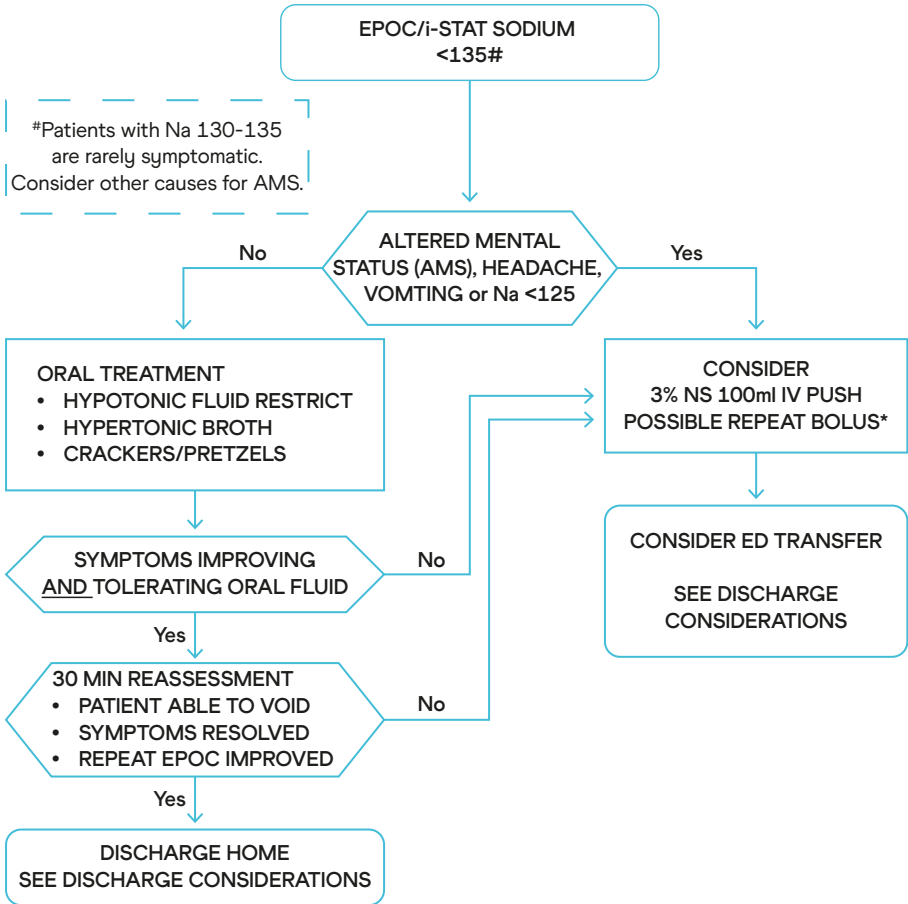 EPOC/i-STAT SODIUM
<135#
#Patients with Na 130-135
are rarely symptomatic.
Consider other causes for AMS.
ALTERED MENTAL
STATUS (AMS), HEADACHE,
VOMTING or Na <125
No
Yes
ORAL TREATMENT
• HYPOTONIC FLUID RESTRICT
• HYPERTONIC BROTH
• CRACKERS/PRETZELS
CONSIDER
3% NS 100ml IV PUSH
POSSIBLE REPEAT BOLUS*
SYMPTOMS IMPROVING
AND TOLERATING ORAL FLUID
No
Yes
CONSIDER ED TRANSFER
SEE DISCHARGE
CONSIDERATIONS
30 MIN REASSESSMENT
• PATIENT ABLE TO VOID
• SYMPTOMS RESOLVED
• REPEAT EPOC IMPROVED
No
Yes
DISCHARGE HOME
SEE DISCHARGE CONSIDERATIONS